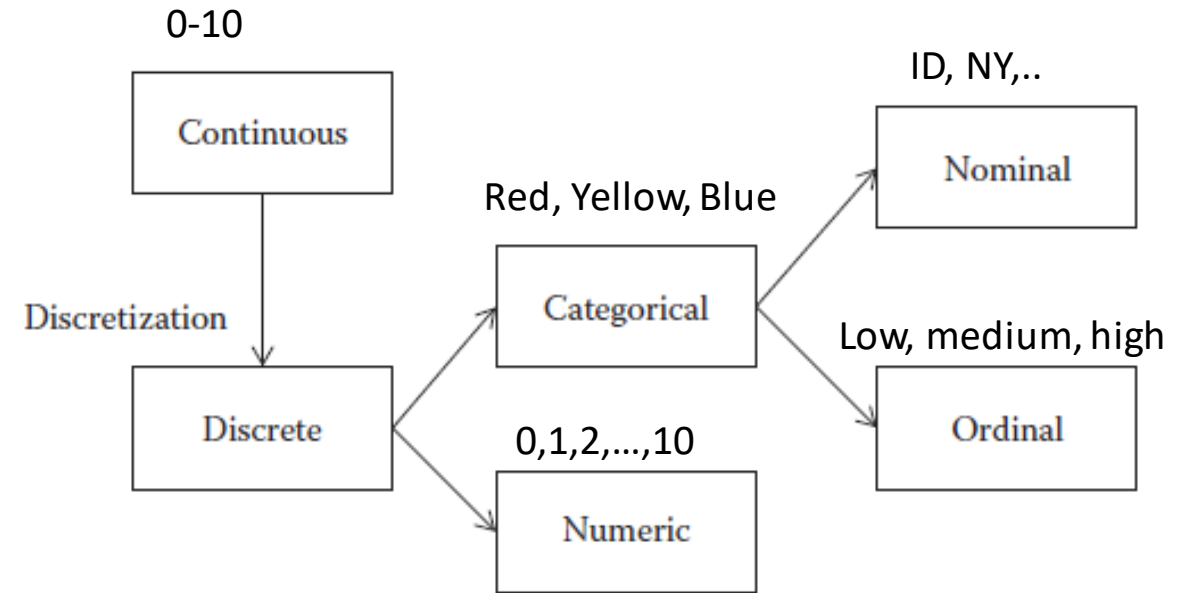 0-10
Continuous
ID, NY,..
Nominal
Red, Yellow, Blue
Categorical
Discretization
Low, medium, high
Discrete
0,1,2,...,10
Ordinal
Numeric